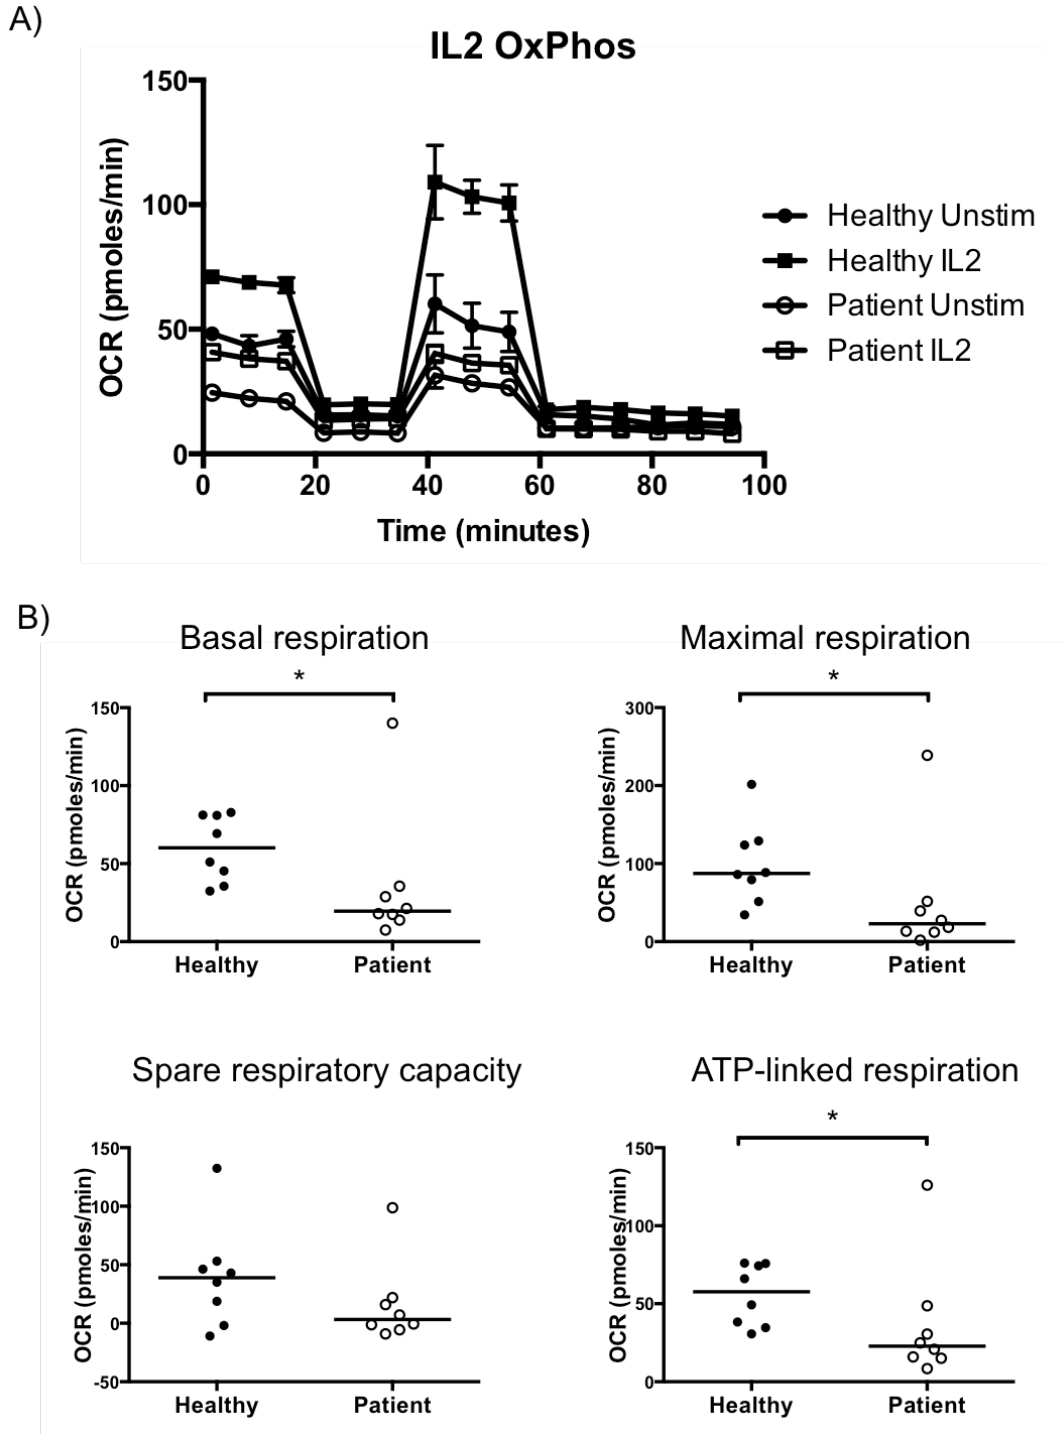 A)
IL2 OxPhos
150
100
50
0
OCR (pmoles/min)
0 20 40 60 80 100
Time (minutes)
Healthy Unstim
Healthy IL2
Patient Unstim
Patient IL2
B)
Basal respiration
*
150
100
50
0
OCR (pmoles/min)
Healthy Patient
Maximal respiration
*
300
200
100
0
OCR (pmoles/min)
Healthy Patient
Spare respiratory capacity
150
100
50
0
-50
OCR (pmoles/min)
Healthy Patient
ATP-linked respiration
*
150
100
50
0
OCR (pmoles/min)
Healthy Patient